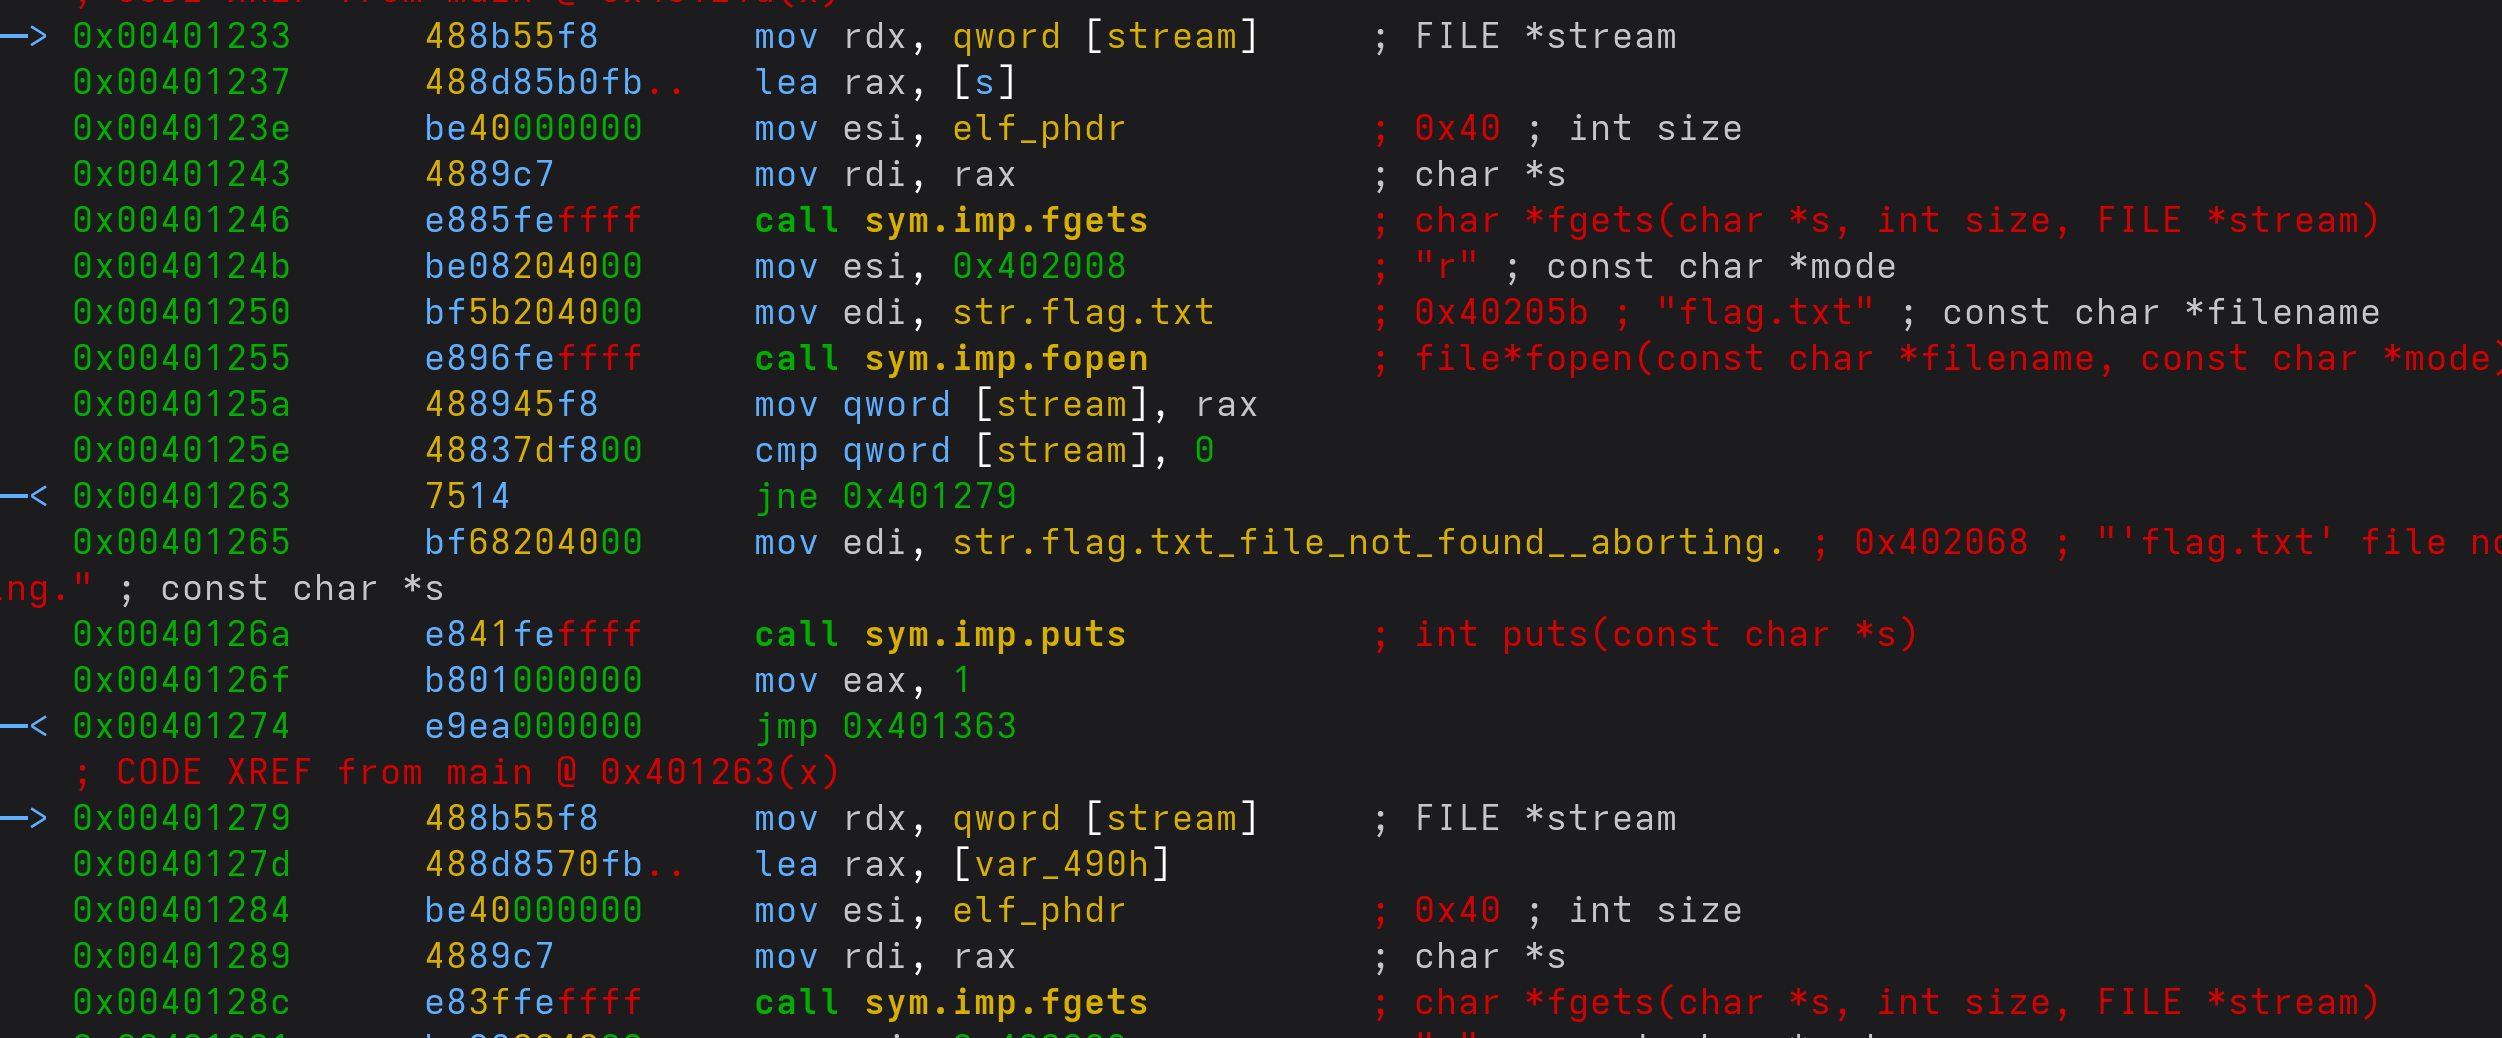 ; CODE XREF from main @
0x00401233 488b55f8 mov rdx, qword [stream] ; FILE *stream
0x00401237 488d85b0fb.. lea rax, [s]
0x0040123e be40000000 mov esi, elf_phdr ; 0x40 ; int size
0x00401243 4889c7 mov rdi, rax ; char *s
0x00401246 e885feffff call sym.imp.fgets ; char *fgets(char *s, int size, FILE *stream)
0x0040124b be08204000 mov esi, 0x402008 ; "r" ; const char *mode
0x00401250 bf5b204000 mov edi, str.flag.txt ; 0x40205b ; "flag.txt" ; const char *filename
0x00401255 e896feffff call sym.imp.fopen ; file*fopen(const char *filename, const char *mode)
0x0040125a 488945f8 mov qword [stream], rax
0x0040125e 48837df800 cmp qword [stream], 0
0x00401263 7514 jne 0x401279
0x00401265 bf68204000 mov edi, str.flag.txt_file_not_found__aborting. ; 0x402068 ; "'flag.txt' file no
ng." ; const char *s
0x0040126a e841feffff call sym.imp.puts ; int puts(const char *s)
0x0040126f b801000000 mov eax, 1
0x00401274 e9ea000000 jmp 0x401363
; CODE XREF from main @ 0x401263(x)
0x00401279 488b55f8 mov rdx, qword [stream] ; FILE *stream
0x0040127d 488d8570fb.. lea rax, [var_490h]
0x00401284 be40000000 mov esi, elf_phdr ; 0x40 ; int size
0x00401289 4889c7 mov rdi, rax ; char *s
0x0040128c e83ffeffff call sym.imp.fgets ; char *fgets(char *s, int size, FILE *stream)